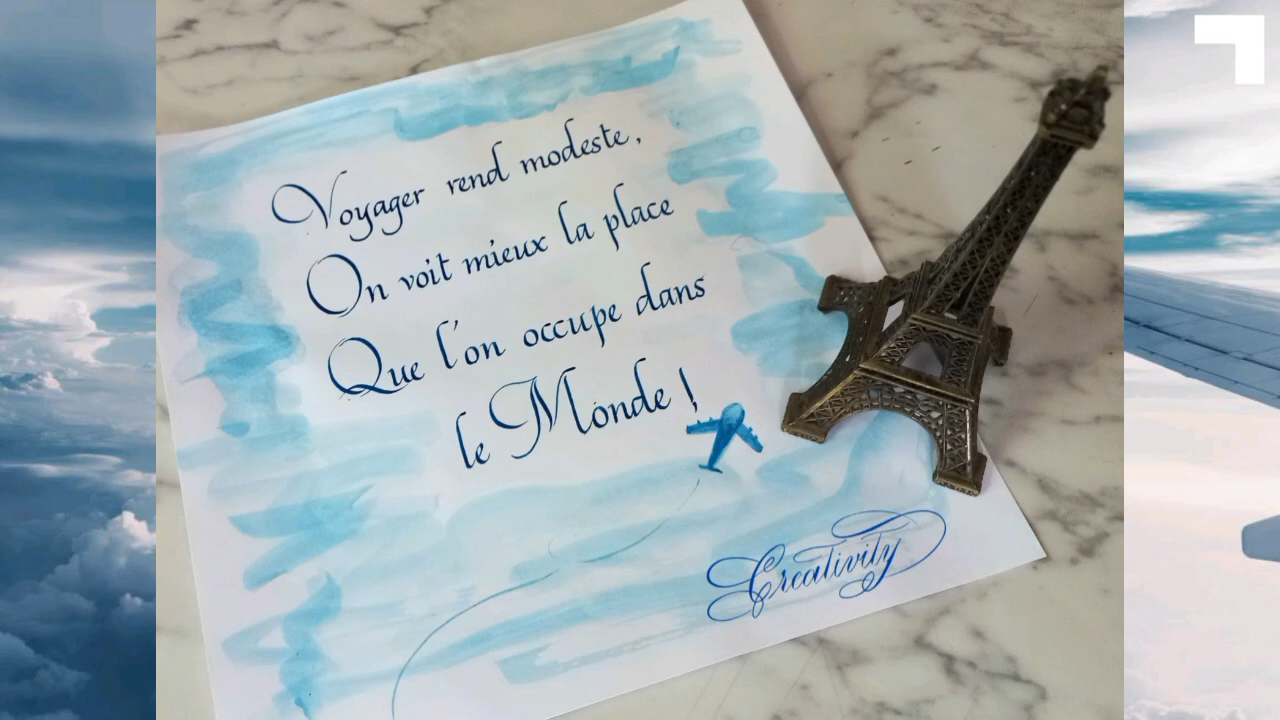 Voyager rend modeste,
On voit mieux la place
Que l'on occupe dans
le Monde !
Creativity